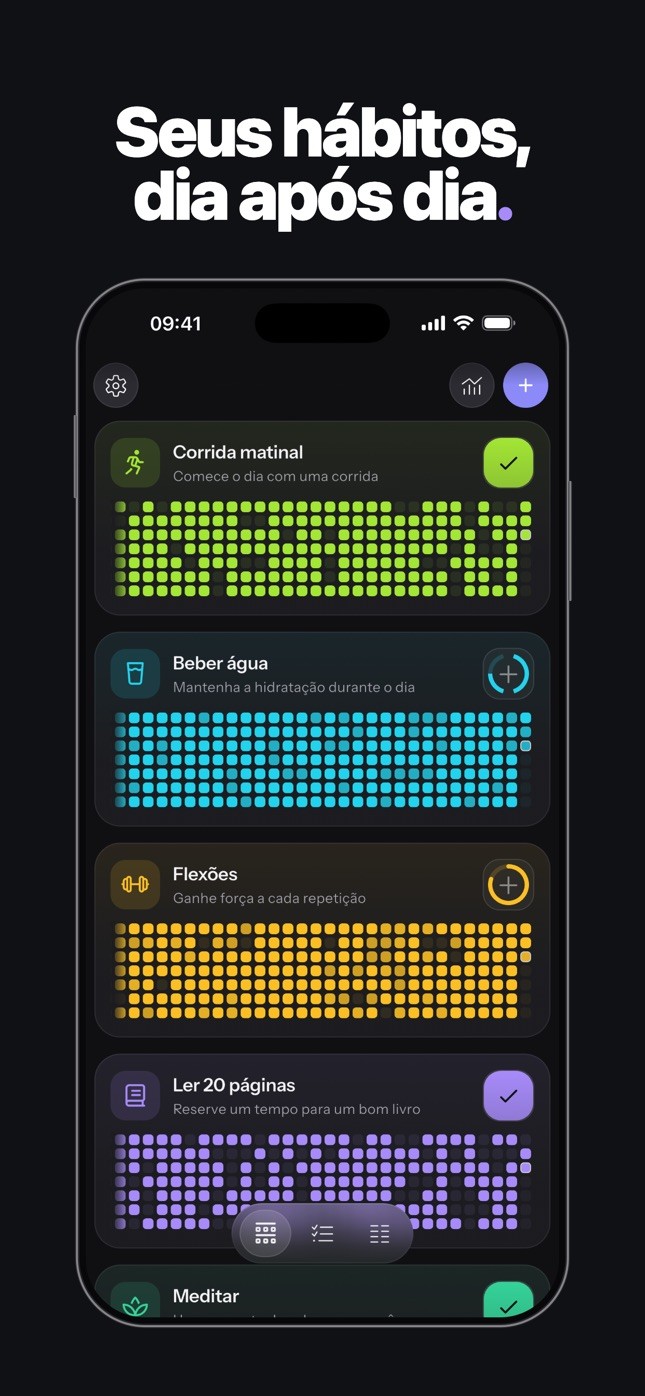 Seus hábitos,
dia após dia.
09:41
Corrida matinal
Comece o dia com uma corrida
Beber água
Mantenha a hidratação durante o dia
Flexões
Ganhe força a cada repetição
Ler 20 páginas
Reserve um tempo para um bom livro
Meditar